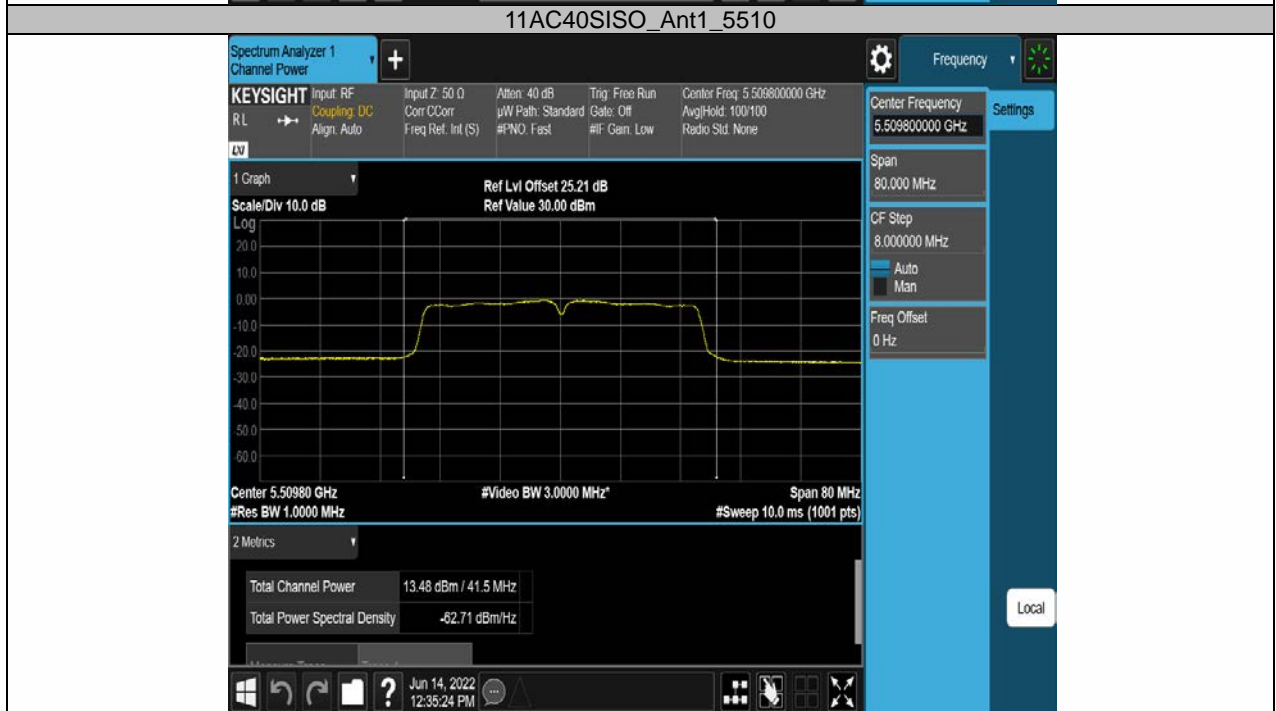 11AC40SISO_Ant1_5510
Spectrum Analyzer 1
Channel Power
+
Frequency
KEYSIGHT
RL
LXI
Input: RF
Coupling: DC
Align: Auto
Input Z: 50 Ω
Corr CCorr
Freq Ref: Int (S)
Atten: 40 dB
µW Path: Standard
#PNO: Fast
Trig: Free Run
Gate: Off
#IF Gain: Low
Center Freq: 5.509800000 GHz
Avg|Hold: 100/100
Radio Std: None
Center Frequency
5.509800000 GHz
Settings
Span
80.000 MHz
CF Step
8.000000 MHz
Auto
Man
Freq Offset
0 Hz
1 Graph
Scale/Div 10.0 dB
Ref Lvl Offset 25.21 dB
Ref Value 30.00 dBm
Log
20.0
10.0
0.00
-10.0
-20.0
-30.0
-40.0
-50.0
-60.0
Center 5.50980 GHz
#Res BW 1.0000 MHz
#Video BW 3.0000 MHz*
Span 80 MHz
#Sweep 10.0 ms (1001 pts)
2 Metrics
Total Channel Power 13.48 dBm / 41.5 MHz
Total Power Spectral Density -62.71 dBm/Hz
Local
?
Jun 14, 2022
12:35:24 PM